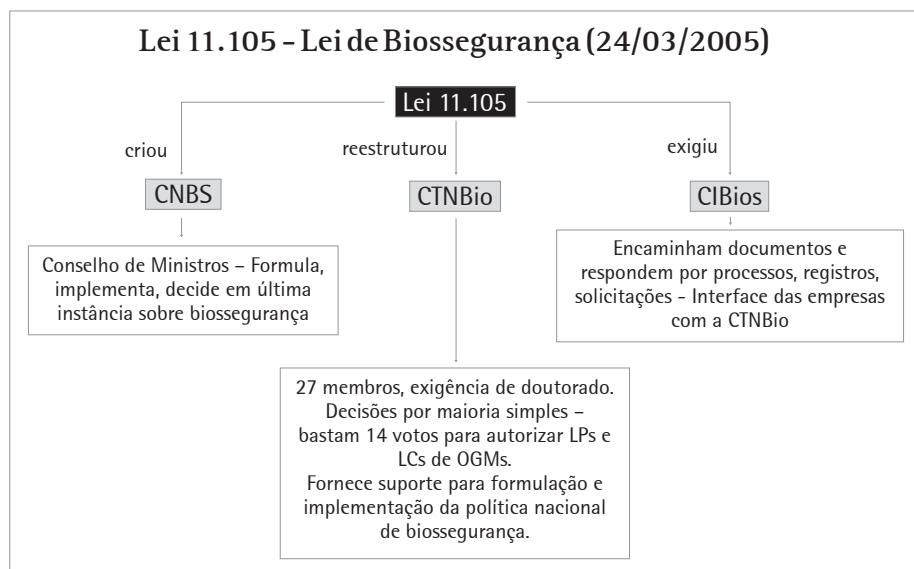 Lei 11.105 - Lei de Biossegurança (24/03/2005)
Lei 11.105
criou
reestruturou
exigiu
CNBS
CTNBio
CIBios
Conselho de Ministros – Formula,
implementa, decide em última
instância sobre biossegurança
Encaminham documentos e
respondem por processos, registros,
solicitações - Interface das empresas
com a CTNBio
27 membros, exigência de doutorado.
Decisões por maioria simples –
bastam 14 votos para autorizar LPs e
LCs de OGMs.
Fornece suporte para formulação e
implementação da política nacional
de biossegurança.